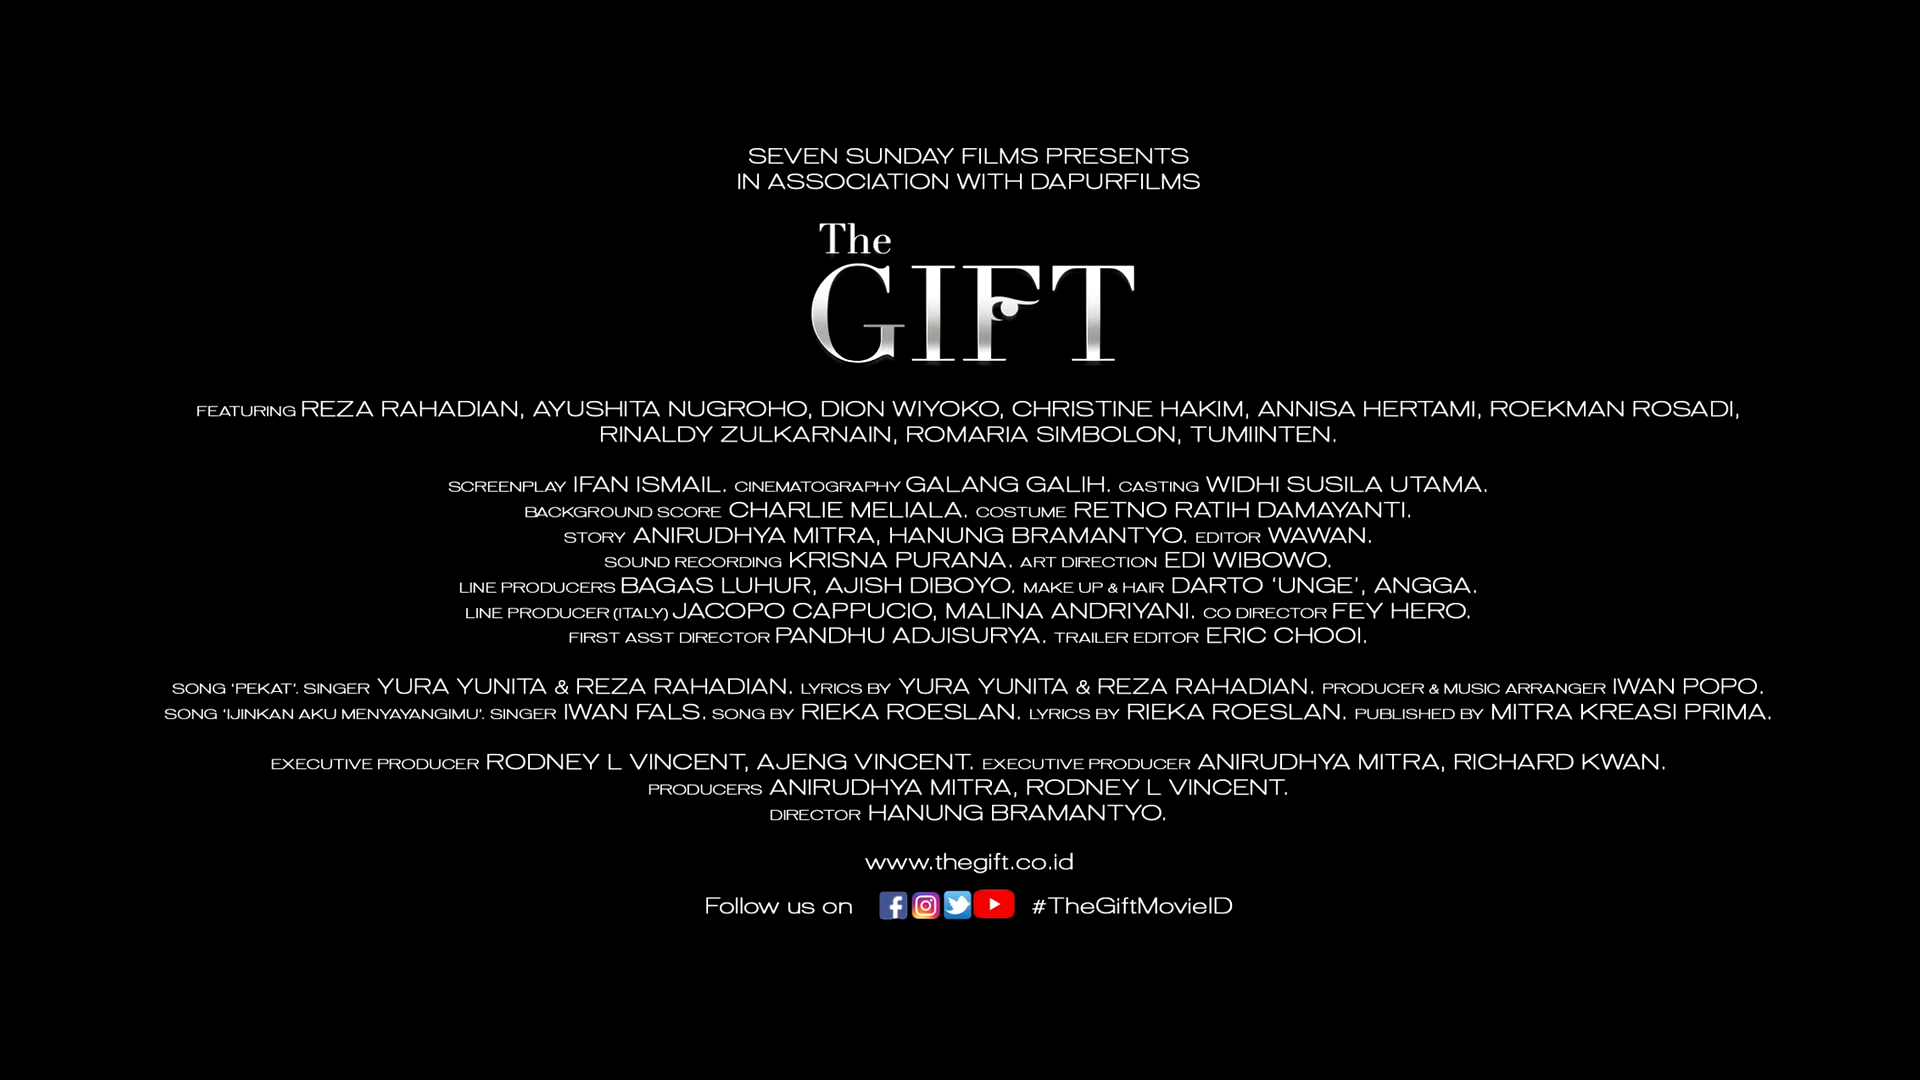 SEVEN SUNDAY FILMS PRESENTS
IN ASSOCIATION WITH DAPURFILMS
The
GIFT
FEATURING REZA RAHADIAN, AYUSHITA NUGROHO, DION WIYOKO, CHRISTINE HAKIM, ANNISA HERTAMI, ROEKMAN ROSADI,
RINALDY ZULKARNAIN, ROMARIA SIMBOLON, TUMIINTEN.
SCREENPLAY IFAN ISMAIL. CINEMATOGRAPHY GALANG GALIH. CASTING WIDHI SUSILA UTAMA.
BACKGROUND SCORE CHARLIE MELIALA. COSTUME RETNO RATIH DAMAYANTI.
STORY ANIRUDHYA MITRA, HANUNG BRAMANTYO. EDITOR WAWAN.
SOUND RECORDING KRISNA PURANA. ART DIRECTION EDI WIBOWO.
LINE PRODUCERS BAGAS LUHUR, AJISH DIBOYO. MAKE UP & HAIR DARTO ‘UNGE’, ANGGA.
LINE PRODUCER (ITALY) JACOPO CAPPUCIO, MALINA ANDRIYANI. CO DIRECTOR FEY HERO.
FIRST ASST DIRECTOR PANDHU ADJISURYA. TRAILER EDITOR ERIC CHOOI.
SONG ‘PEKAT’. SINGER YURA YUNITA & REZA RAHADIAN. LYRICS BY YURA YUNITA & REZA RAHADIAN. PRODUCER & MUSIC ARRANGER IWAN POPO.
SONG ‘IJINKAN AKU MENYAYANGIMU’. SINGER IWAN FALS. SONG BY RIEKA ROESLAN. LYRICS BY RIEKA ROESLAN. PUBLISHED BY MITRA KREASI PRIMA.
EXECUTIVE PRODUCER RODNEY L VINCENT, AJENG VINCENT. EXECUTIVE PRODUCER ANIRUDHYA MITRA, RICHARD KWAN.
PRODUCERS ANIRUDHYA MITRA, RODNEY L VINCENT.
DIRECTOR HANUNG BRAMANTYO.
www.thegift.co.id
Follow us on #TheGiftMovieID